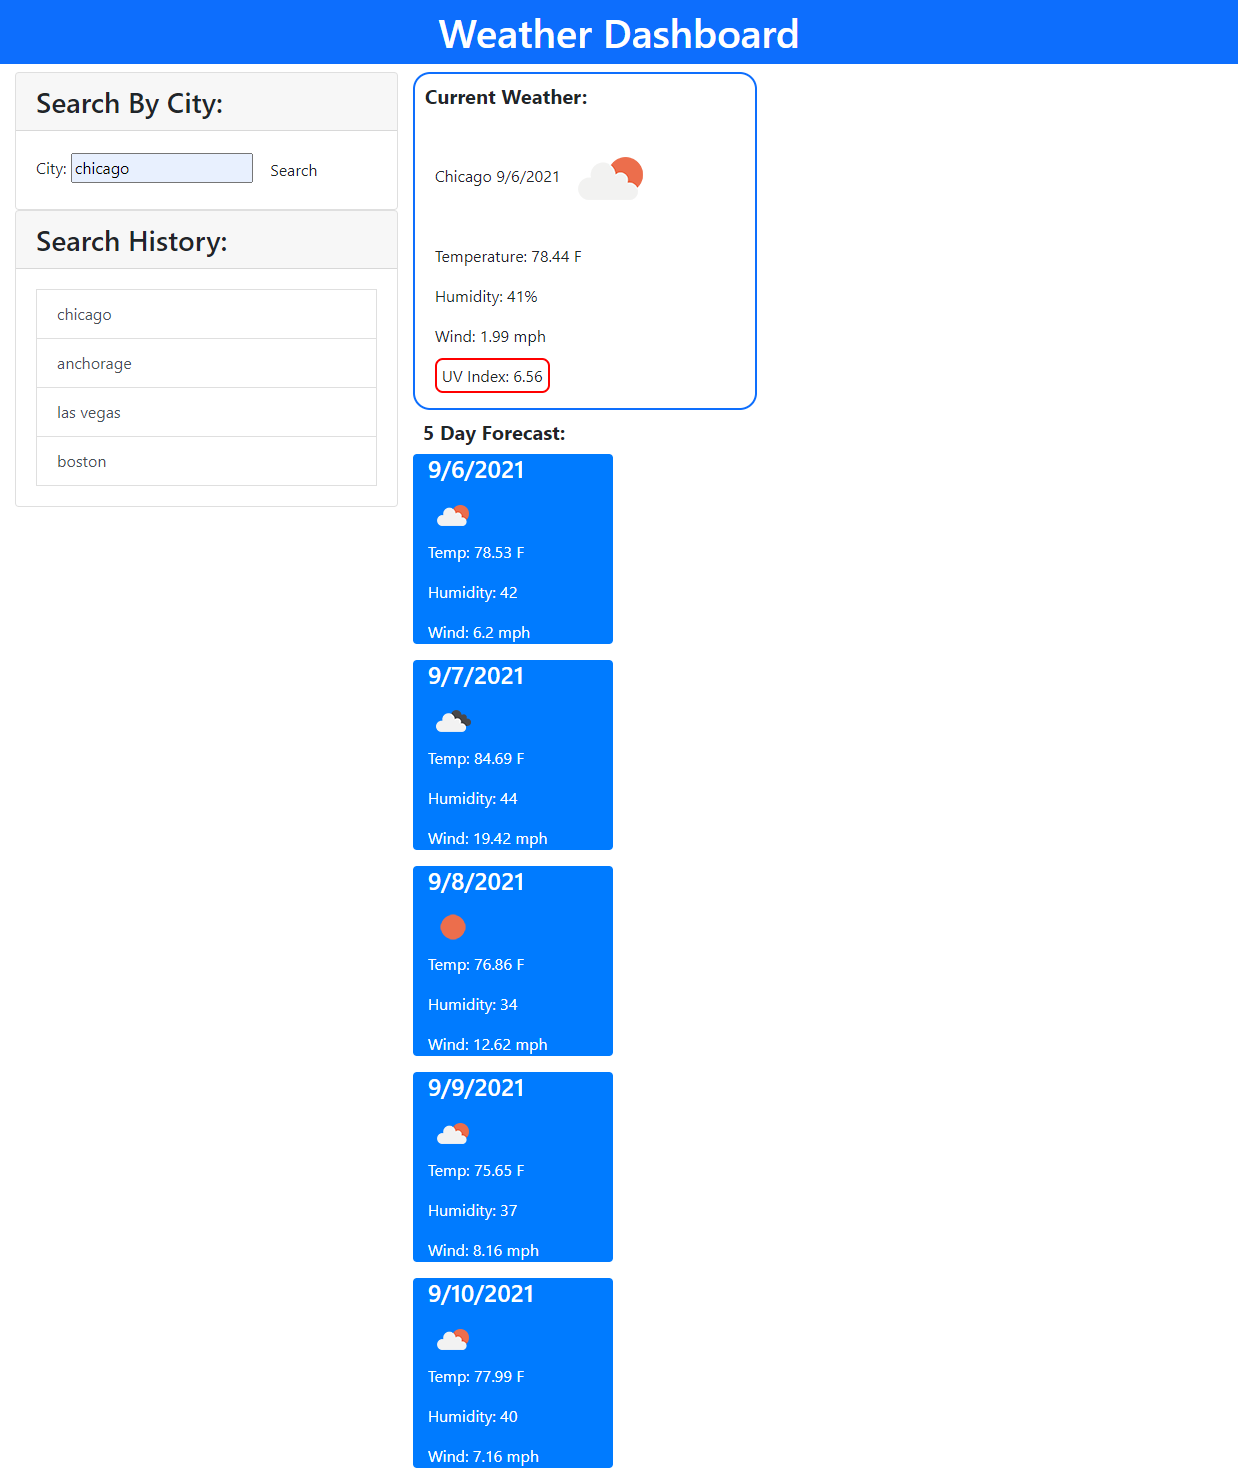 Weather Dashboard
Search By City:
City: chicago Search
Search History:
chicago
anchorage
las vegas
boston
Current Weather:
Chicago 9/6/2021
Temperature: 78.44 F
Humidity: 41%
Wind: 1.99 mph
UV Index: 6.56
5 Day Forecast:
9/6/2021
Temp: 78.53 F
Humidity: 42
Wind: 6.2 mph
9/7/2021
Temp: 84.69 F
Humidity: 44
Wind: 19.42 mph
9/8/2021
Temp: 76.86 F
Humidity: 34
Wind: 12.62 mph
9/9/2021
Temp: 75.65 F
Humidity: 37
Wind: 8.16 mph
9/10/2021
Temp: 77.99 F
Humidity: 40
Wind: 7.16 mph